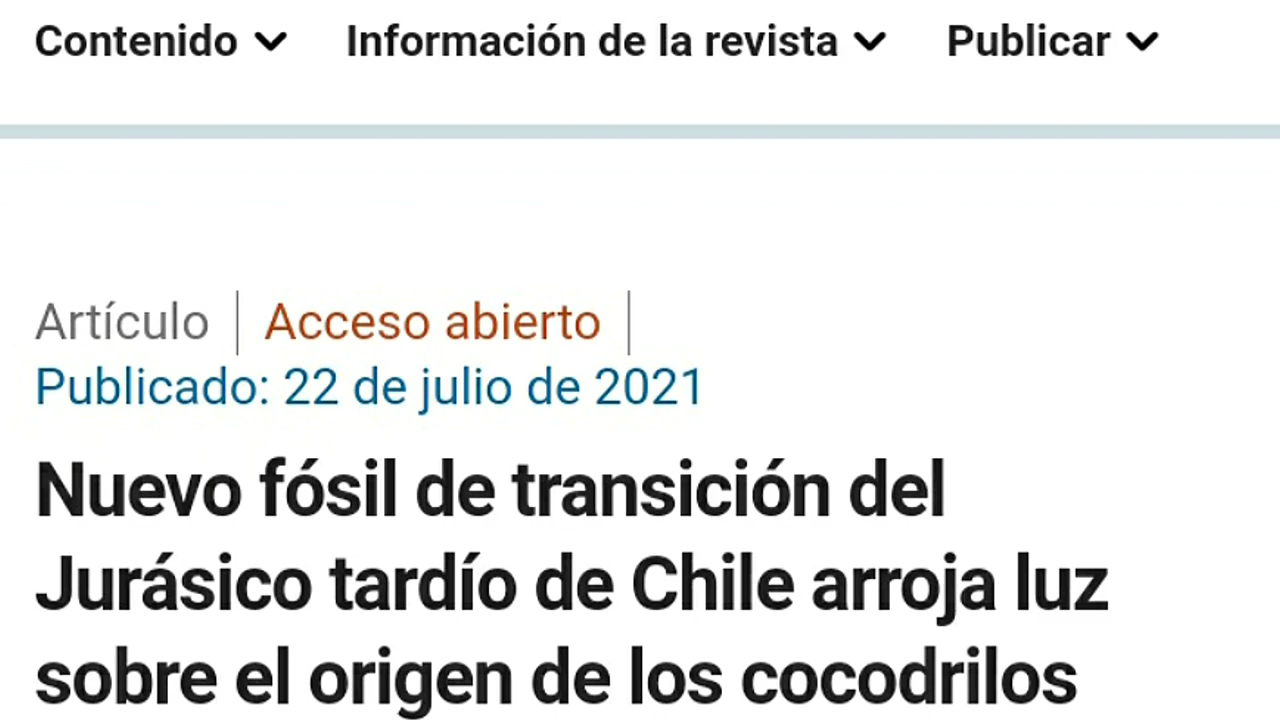 Contenido Información de la revista Publicar
Artículo Acceso abierto
Publicado: 22 de julio de 2021
Nuevo fósil de transición del
Jurásico tardío de Chile arroja luz
sobre el origen de los cocodrilos